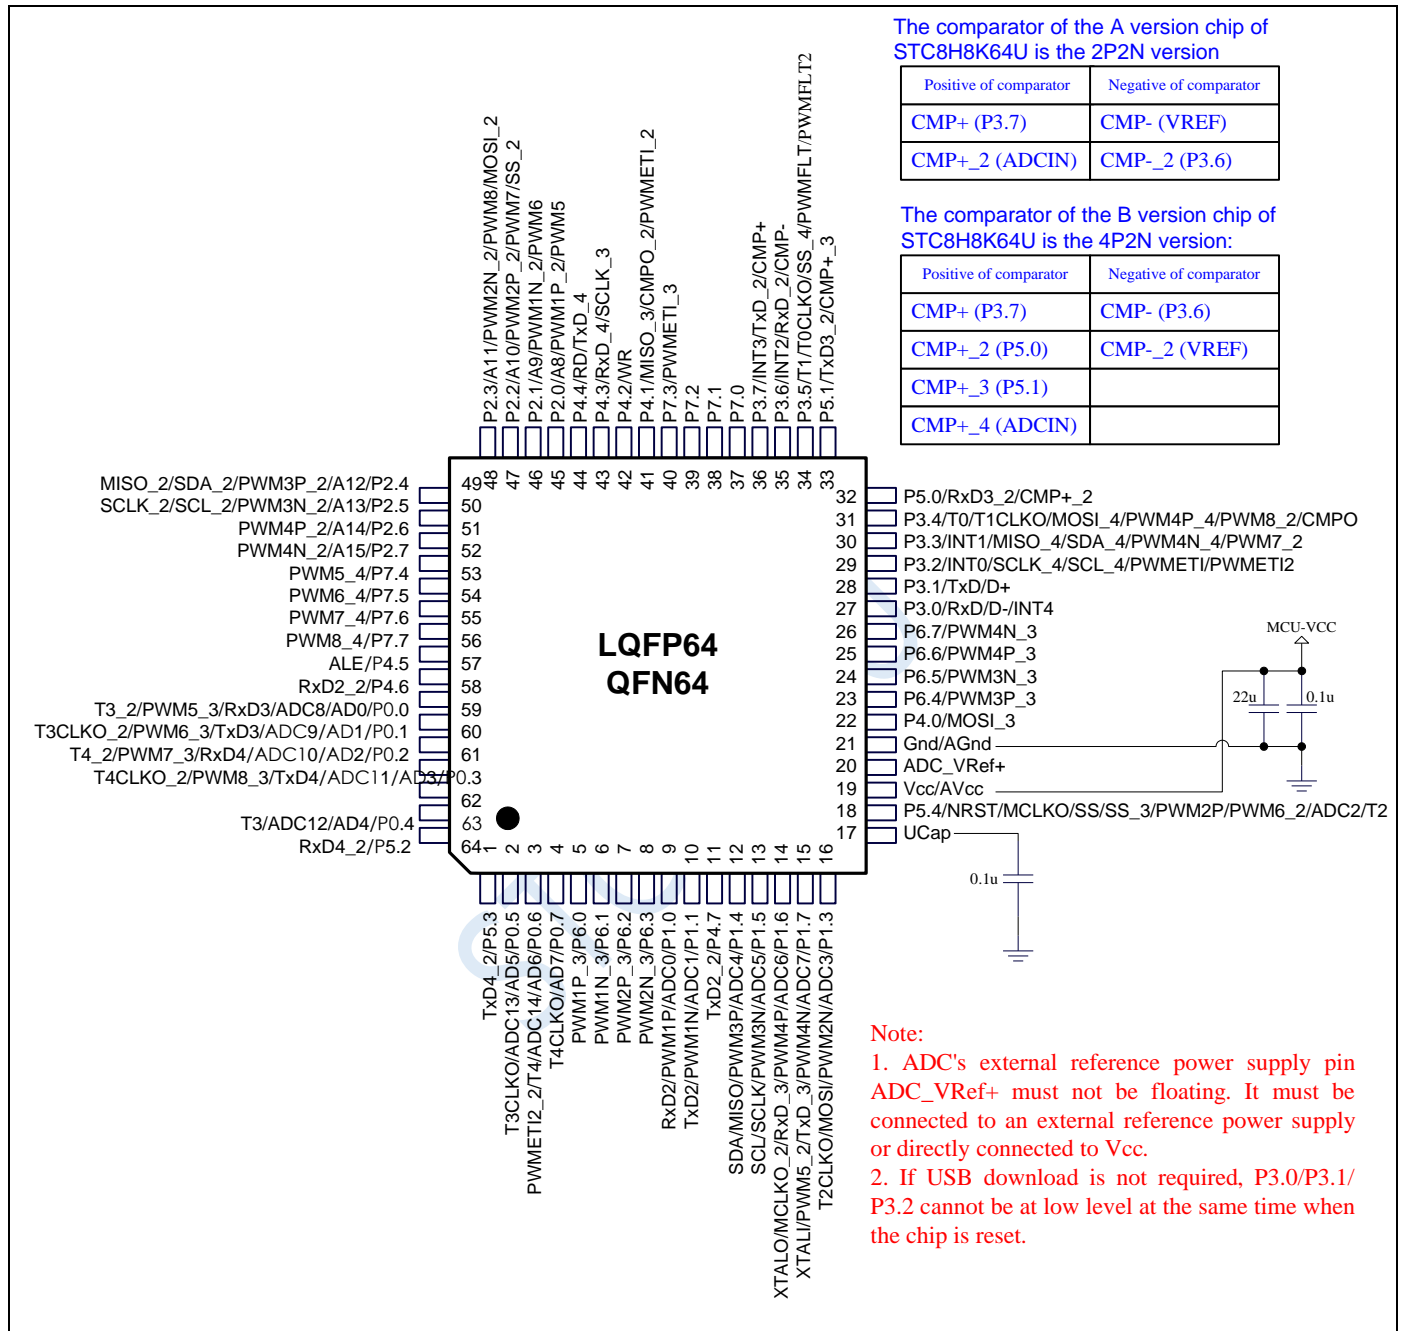 The comparator of the A version chip of
STC8H8K64U is the 2P2N version
Positive of comparator
Negative of comparator
CMP+ (P3.7)
CMP- (VREF)
CMP+_2 (ADCIN)
CMP-_2 (P3.6)
The comparator of the B version chip of
STC8H8K64U is the 4P2N version:
Positive of comparator
Negative of comparator
CMP+ (P3.7)
CMP- (P3.6)
CMP+_2 (P5.0)
CMP-_2 (VREF)
CMP+_3 (P5.1)
CMP+_4 (ADCIN)
P2.3/A11/PWM2N_2/PWM8/MOSI_2
P2.2/A10/PWM2P_2/PWM7/SS_2
P2.1/A9/PWM1N_2/PWM6
P2.0/A8/PWM1P_2/PWM5
P4.4/RD/TxD_4
P4.3/RxD_4/SCLK_3
P4.2/WR
P4.1/MISO_3/CMPO_2/PWMETI_2
P7.3/PWMETI_3
P7.2
P7.1
P7.0
P3.7/INT3/TxD_2/CMP+
P3.6/INT2/RxD_2/CMP-
P3.5/T1/T0CLKO/SS_4/PWMFLT/PWMFLT2
P5.1/TxD3_2/CMP+_3
48
47
46
45
44
43
42
41
40
39
38
37
36
35
34
33
MISO_2/SDA_2/PWM3P_2/A12/P2.4
49
SCLK_2/SCL_2/PWM3N_2/A13/P2.5
50
PWM4P_2/A14/P2.6
51
PWM4N_2/A15/P2.7
52
PWM5_4/P7.4
53
PWM6_4/P7.5
54
PWM7_4/P7.6
55
PWM8_4/P7.7
56
ALE/P4.5
57
RxD2_2/P4.6
58
T3_2/PWM5_3/RxD3/ADC8/AD0/P0.0
59
T3CLKO_2/PWM6_3/TxD3/ADC9/AD1/P0.1
60
T4_2/PWM7_3/RxD4/ADC10/AD2/P0.2
61
T4CLKO_2/PWM8_3/TxD4/ADC11/AD3/P0.3
62
T3/ADC12/AD4/P0.4
63
RxD4_2/P5.2
64
LQFP64
QFN64
32
P5.0/RxD3_2/CMP+_2
31
P3.4/T0/T1CLKO/MOSI_4/PWM4P_4/PWM8_2/CMPO
30
P3.3/INT1/MISO_4/SDA_4/PWM4N_4/PWM7_2
29
P3.2/INT0/SCLK_4/SCL_4/PWMETI/PWMETI2
28
P3.1/TxD/D+
27
P3.0/RxD/D-/INT4
26
P6.7/PWM4N_3
25
P6.6/PWM4P_3
24
P6.5/PWM3N_3
23
P6.4/PWM3P_3
22
P4.0/MOSI_3
21
Gnd/AGnd
20
ADC_VRef+
19
Vcc/AVcc
18
P5.4/NRST/MCLKO/SS/SS_3/PWM2P/PWM6_2/ADC2/T2
17
UCap
MCU-VCC
22u
0.1u
0.1u
1
2
3
4
5
6
7
8
9
10
11
12
13
14
15
16
TxD4_2/P5.3
T3CLKO/ADC13/AD5/P0.5
PWMETI2_2/T4/ADC14/AD6/P0.6
T4CLKO/AD7/P0.7
PWM1P_3/P6.0
PWM1N_3/P6.1
PWM2P_3/P6.2
PWM2N_3/P6.3
RxD2/PWM1P/ADC0/P1.0
TxD2/PWM1N/ADC1/P1.1
TxD2_2/P4.7
SDA/MISO/PWM3P/ADC4/P1.4
SCL/SCLK/PWM3N/ADC5/P1.5
XTALO/MCLKO_2/RxD_3/PWM4P/ADC6/P1.6
XTALI/PWM5_2/TxD_3/PWM4N/ADC7/P1.7
T2CLKO/MOSI/PWM2N/ADC3/P1.3
Note:
1. ADC's external reference power supply pin
ADC_VRef+ must not be floating. It must be
connected to an external reference power supply
or directly connected to Vcc.
2. If USB download is not required, P3.0/P3.1/
P3.2 cannot be at low level at the same time when
the chip is reset.